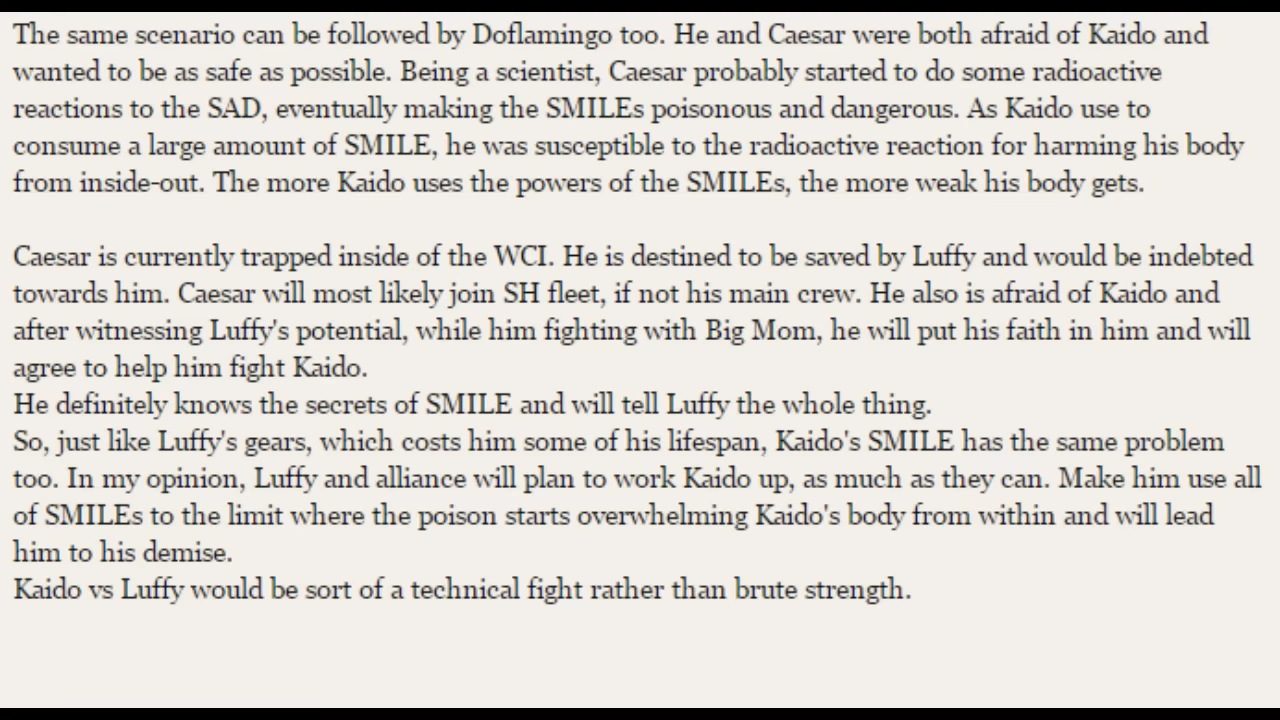 The same scenario can be followed by Doflamingo too. He and Caesar were both afraid of Kaido and
wanted to be as safe as possible. Being a scientist, Caesar probably started to do some radioactive
reactions to the SAD, eventually making the SMILEs poisonous and dangerous. As Kaido use to
consume a large amount of SMILE, he was susceptible to the radioactive reaction for harming his body
from inside-out. The more Kaido uses the powers of the SMILEs, the more weak his body gets.
Caesar is currently trapped inside of the WCI. He is destined to be saved by Luffy and would be indebted
towards him. Caesar will most likely join SH fleet, if not his main crew. He also is afraid of Kaido and
after witnessing Luffy's potential, while him fighting with Big Mom, he will put his faith in him and will
agree to help him fight Kaido.
He definitely knows the secrets of SMILE and will tell Luffy the whole thing.
So, just like Luffy's gears, which costs him some of his lifespan, Kaido's SMILE has the same problem
too. In my opinion, Luffy and alliance will plan to work Kaido up, as much as they can. Make him use all
of SMILEs to the limit where the poison starts overwhelming Kaido's body from within and will lead
him to his demise.
Kaido vs Luffy would be sort of a technical fight rather than brute strength.